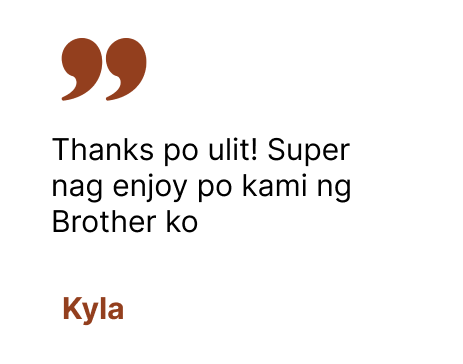 ”
Thanks po ulit! Super
nag enjoy po kami ng
Brother ko
Kyla